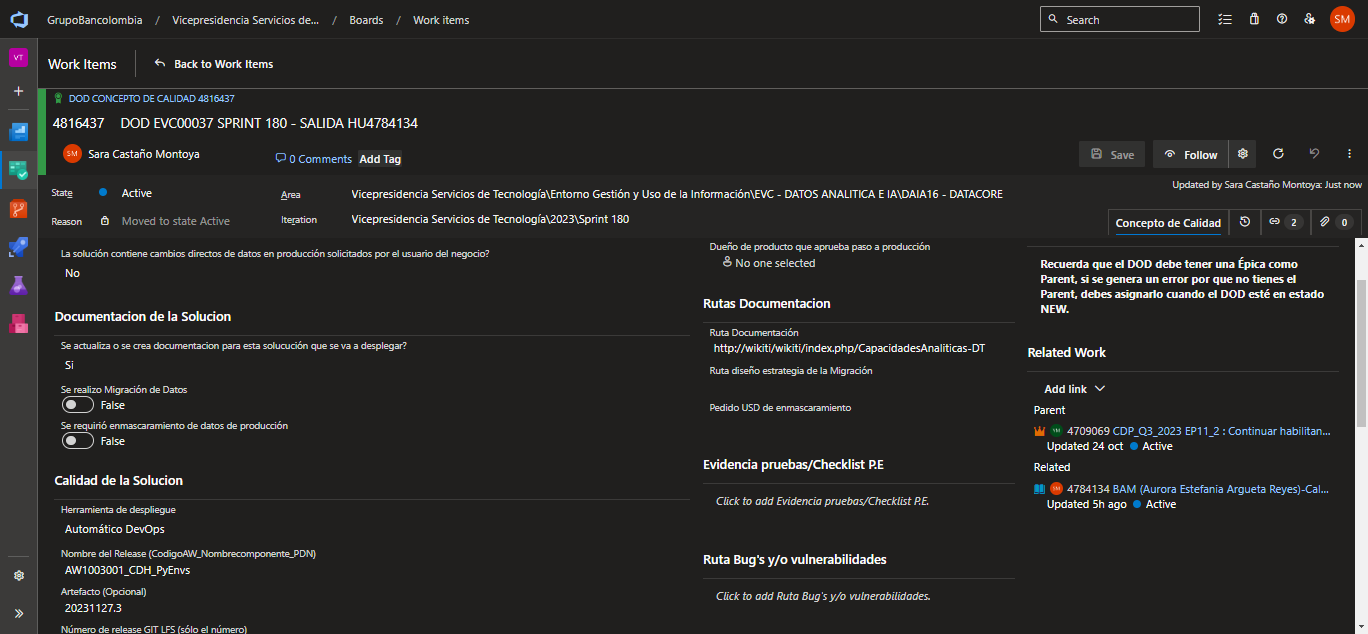 GrupoBancolombia / Vicepresidencia Servicios de... / Boards / Work items
Search
SM
VT
Work Items
Back to Work Items
DOD CONCEPTO DE CALIDAD 4816437
4816437 DOD EVC00037 SPRINT 180 - SALIDA HU4784134
SM Sara Castaño Montoya
0 Comments Add Tag
Save
Follow
State Active
Area Vicepresidencia Servicios de Tecnología\Entorno Gestión y Uso de la Información\EVC - DATOS ANALITICA E IA\DAIA16 - DATACORE
Updated by Sara Castaño Montoya: Just now
Reason Moved to state Active
Iteration Vicepresidencia Servicios de Tecnología\2023\Sprint 180
Concepto de Calidad
2
0
La solución contiene cambios directos de datos en producción solicitados por el usuario del negocio?
No
Documentacion de la Solucion
Se actualiza o se crea documentacion para esta solucución que se va a desplegar?
Si
Se realizo Migración de Datos
False
Se requirió enmascaramiento de datos de producción
False
Calidad de la Solucion
Herramienta de despliegue
Automático DevOps
Nombre del Release (CodigoAW_Nombrecomponente_PDN)
AW1003001_CDH_PyEnvs
Artefacto (Opcional)
20231127.3
Número de release GIT LFS (sólo el número)
Dueño de producto que aprueba paso a producción
No one selected
Rutas Documentacion
Ruta Documentación
http://wikiti/wikiti/index.php/CapacidadesAnaliticas-DT
Ruta diseño estrategia de la Migración
Pedido USD de enmascaramiento
Evidencia pruebas/Checklist P.E
Click to add Evidencia pruebas/Checklist P.E.
Ruta Bug's y/o vulnerabilidades
Click to add Ruta Bug's y/o vulnerabilidades.
Recuerda que el DOD debe tener una Épica como
Parent, si se genera un error por que no tienes el
Parent, debes asignarlo cuando el DOD esté en estado
NEW.
Related Work
Add link
Parent
4709069 CDP_Q3_2023 EP11_2 : Continuar habilitan...
Updated 24 oct Active
Related
SM 4784134 BAM (Aurora Estefania Argueta Reyes)-Cal...
Updated 5h ago Active